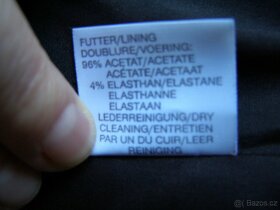 FUTTER/LINING
DOUBLURE/VOERING:
96% ACETAT/ACETATE
ACÉTATE/ACETAAT
4% ELASTHAN/ELASTANE
ELASTHANNE
ELASTAAN
LEDERREINIGUNG/DRY
CLEANING/ENTRETIEN
PAR UN DU CUIR/LEER
REINIGING
Bazos.cz